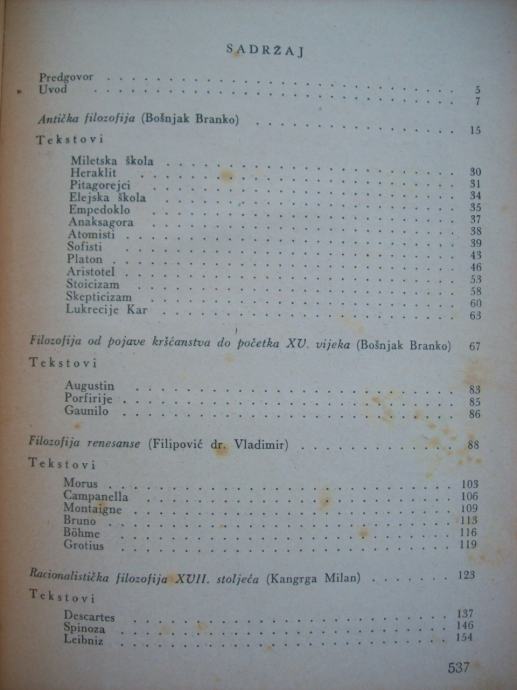 SADRŽAJ
Predgovor . . . . . . . . . . . . . . . . . . . . . . . 5
Uvod . . . . . . . . . . . . . . . . . . . . . . . 7
Antička filozofija (Bošnjak Branko) . . . . . . . . . . . . . 15
Tekstovi
Miletska škola . . . . . . . . . . . . . . . . . . 30
Heraklit . . . . . . . . . . . . . . . . . . 31
Pitagorejci . . . . . . . . . . . . . . . . . . 34
Elejska škola . . . . . . . . . . . . . . . . . . 35
Empedoklo . . . . . . . . . . . . . . . . . . 37
Anaksagora . . . . . . . . . . . . . . . . . . 38
Atomisti . . . . . . . . . . . . . . . . . . 39
Sofisti . . . . . . . . . . . . . . . . . . 43
Platon . . . . . . . . . . . . . . . . . . 46
Aristotel . . . . . . . . . . . . . . . . . . 53
Stoicizam . . . . . . . . . . . . . . . . . . 58
Skepticizam . . . . . . . . . . . . . . . . . . 60
Lukrecije Kar . . . . . . . . . . . . . . . . . . 63
Filozofija od pojave kršćanstva do početka XV. vijeka (Bošnjak Branko) 67
Tekstovi
Augustin . . . . . . . . . . . . . . . . . . 83
Porfirije . . . . . . . . . . . . . . . . . . 85
Gaunilo . . . . . . . . . . . . . . . . . . 86
Filozofija renesanse (Filipović dr. Vladimir) . . . . . . . . . . 88
Tekstovi
Morus . . . . . . . . . . . . . . . . . . 103
Campanella . . . . . . . . . . . . . . . . . . 106
Montaigne . . . . . . . . . . . . . . . . . . 109
Bruno . . . . . . . . . . . . . . . . . . 113
Böhme . . . . . . . . . . . . . . . . . . 116
Grotius . . . . . . . . . . . . . . . . . . 119
Racionalistička filozofija XVII. stoljeća (Kangrga Milan) . . . . . . 123
Tekstovi
Descartes . . . . . . . . . . . . . . . . . . 137
Spinoza . . . . . . . . . . . . . . . . . . 146
Leibniz . . . . . . . . . . . . . . . . . . 154
537